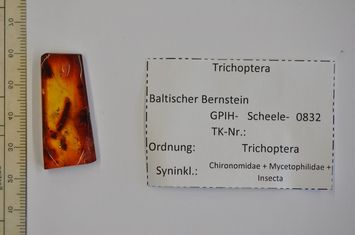 Trichoptera
Baltischer Bernstein
GPIH- Scheele- 0832
TK-Nr.:
Ordnung: Trichoptera
Syninkl.: Chironomidae + Mycetophilidae +
Insecta